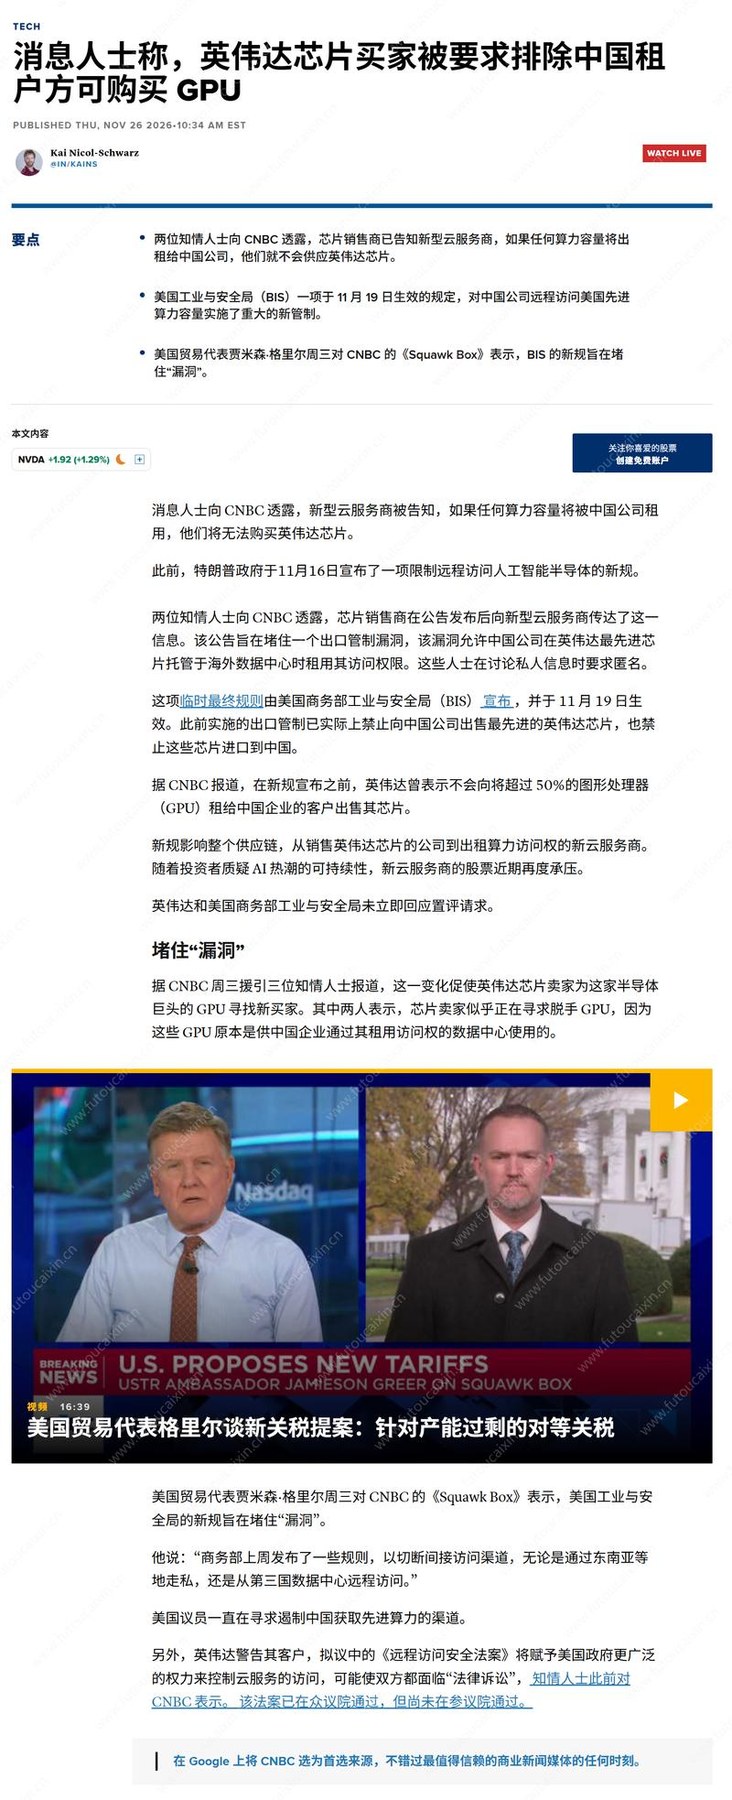 TECH
消息人士称，英伟达芯片买家被要求排除中国租
户方可购买 GPU
PUBLISHED THU, NOV 26 2026•10:34 AM EST
Kai Nicol-Schwarz
@IN/KAINS
WATCH LIVE
要点
• 两位知情人士向 CNBC 透露，芯片销售商已告知新型云服务商，如果任何算力容量将出
租给中国公司，他们就不会供应英伟达芯片。
• 美国工业与安全局（BIS）一项于 11 月 19 日生效的规定，对中国公司远程访问美国先进
算力容量实施了重大的新管制。
• 美国贸易代表贾米森·格里尔周三对 CNBC 的《Squawk Box》表示，BIS 的新规旨在堵
住“漏洞”。
本文内容
NVDA +1.92 (+1.29%)
关注你喜爱的股票
创建免费账户
消息人士向 CNBC 透露，新型云服务商被告知，如果任何算力容量将被中国公司租
用，他们将无法购买英伟达芯片。
此前，特朗普政府于11月16日宣布了一项限制远程访问人工智能半导体的新规。
两位知情人士向 CNBC 透露，芯片销售商在公告发布后向新型云服务商传达了这一
信息。该公告旨在堵住一个出口管制漏洞，该漏洞允许中国公司在英伟达最先进芯
片托管于海外数据中心时租用其访问权限。这些人士在讨论私人信息时要求匿名。
这项临时最终规则由美国商务部工业与安全局（BIS） 宣布 ，并于 11 月 19 日生
效。此前实施的出口管制已实际上禁止向中国公司出售最先进的英伟达芯片，也禁
止这些芯片进口到中国。
据 CNBC 报道，在新规宣布之前，英伟达曾表示不会向将超过 50%的图形处理器
（GPU）租给中国企业的客户出售其芯片。
新规影响整个供应链，从销售英伟达芯片的公司到出租算力访问权的新云服务商。
随着投资者质疑 AI 热潮的可持续性，新云服务商的股票近期再度承压。
英伟达和美国商务部工业与安全局未立即回应置评请求。
堵住“漏洞”
据 CNBC 周三援引三位知情人士报道，这一变化促使英伟达芯片卖家为这家半导体
巨头的 GPU 寻找新买家。其中两人表示，芯片卖家似乎正在寻求脱手 GPU，因为
这些 GPU 原本是供中国企业通过其租用访问权的数据中心使用的。
Nasdaq
BREAKING
NEWS
U.S. PROPOSES NEW TARIFFS
USTR AMBASSADOR JAMIESON GREER ON SQUAWK BOX
视频 16:39
美国贸易代表格里尔谈新关税提案：针对产能过剩的对等关税
美国贸易代表贾米森·格里尔周三对 CNBC 的《Squawk Box》表示，美国工业与安
全局的新规旨在堵住“漏洞”。
他说：“商务部上周发布了一些规则，以切断间接访问渠道，无论是通过东南亚等
地走私，还是从第三国数据中心远程访问。”
美国议员一直在寻求遏制中国获取先进算力的渠道。
另外，英伟达警告其客户，拟议中的《远程访问安全法案》将赋予美国政府更广泛
的权力来控制云服务的访问，可能使双方都面临“法律诉讼”， 知情人士此前对
CNBC 表示。 该法案已在众议院通过，但尚未在参议院通过。
在 Google 上将 CNBC 选为首选来源，不错过最值得信赖的商业新闻媒体的任何时刻。
www.futoucaixin.cn